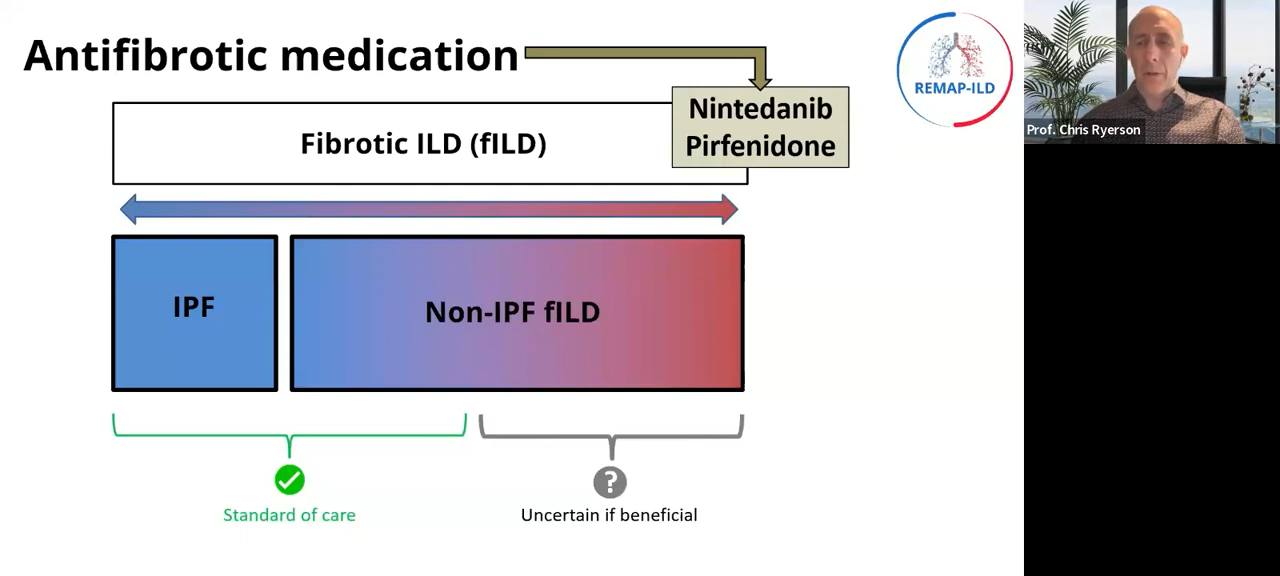 Antifibrotic medication
REMAP-ILD
Prof. Chris Ryerson
Nintedanib
Pirfenidone
Fibrotic ILD (fILD)
IPF
Non-IPF fILD
?
Standard of care
Uncertain if beneficial